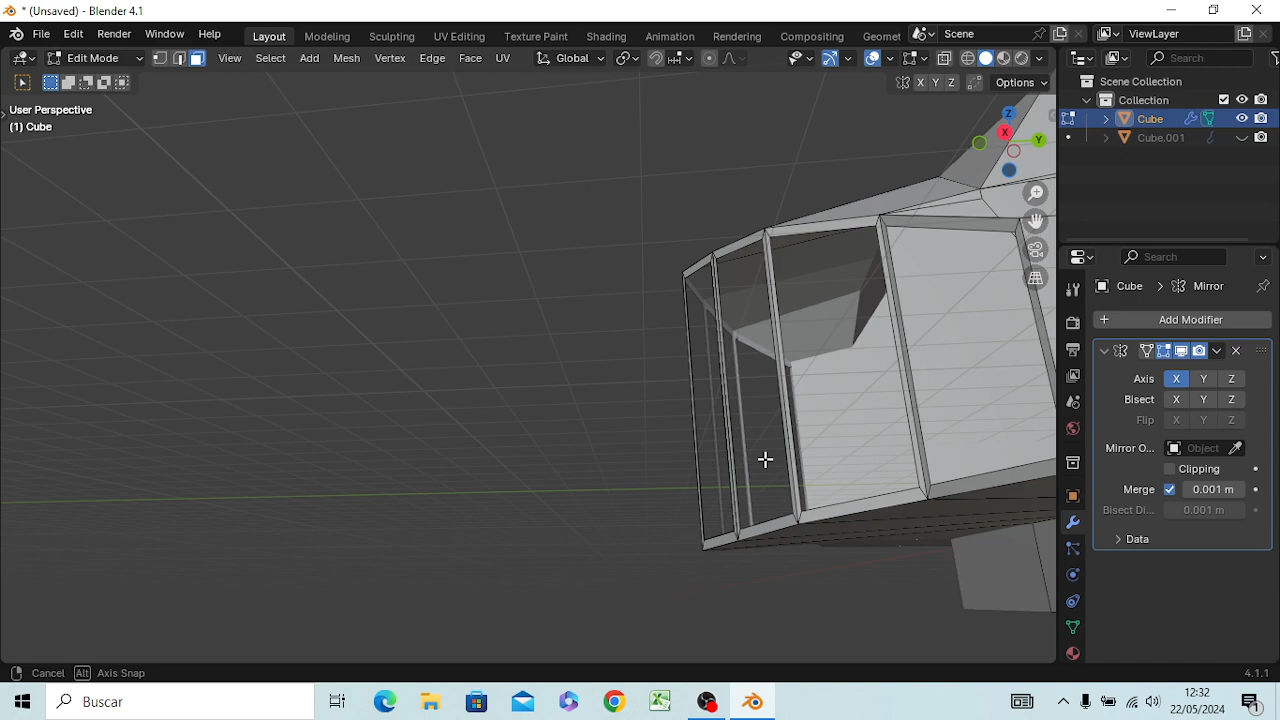 * (Unsaved) - Blender 4.1
File Edit Render Window Help Layout Modeling Sculpting UV Editing Texture Paint Shading Animation Rendering Compositing Geomet Scene ViewLayer
Edit Mode View Select Add Mesh Vertex Edge Face UV Global Search
X Y Z Options Scene Collection
User Perspective Collection
(1) Cube Cube
Cube.001
Z
X
Y
Search
Cube Mirror
Add Modifier
Axis X Y Z
Bisect X Y Z
Flip X Y Z
Mirror O... Object
Clipping
Merge 0.001 m
Bisect Di... 0.001 m
Data
Cancel Alt Axis Snap 4.1.1
Buscar
12:32
22/05/2024
1